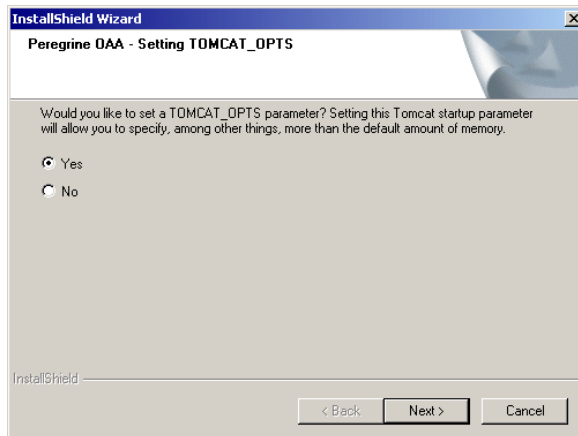 InstallShield Wizard
Peregrine OAA - Setting TOMCAT_OPTS
Would you like to set a TOMCAT_OPTS parameter? Setting this Tomcat startup parameter
will allow you to specify, among other things, more than the default amount of memory.
Yes
No
InstallShield
< Back Next > Cancel